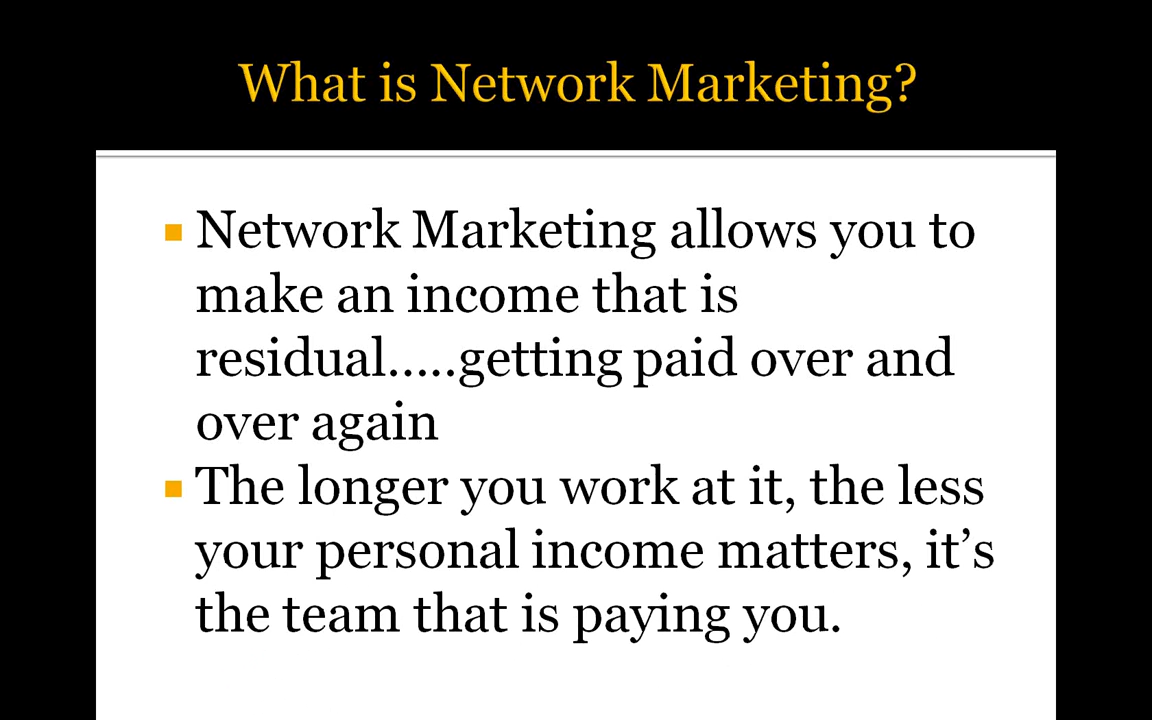 What is Network Marketing?
Network Marketing allows you to
make an income that is
residual.....getting paid over and
over again
The longer you work at it, the less
your personal income matters, it’s
the team that is paying you.